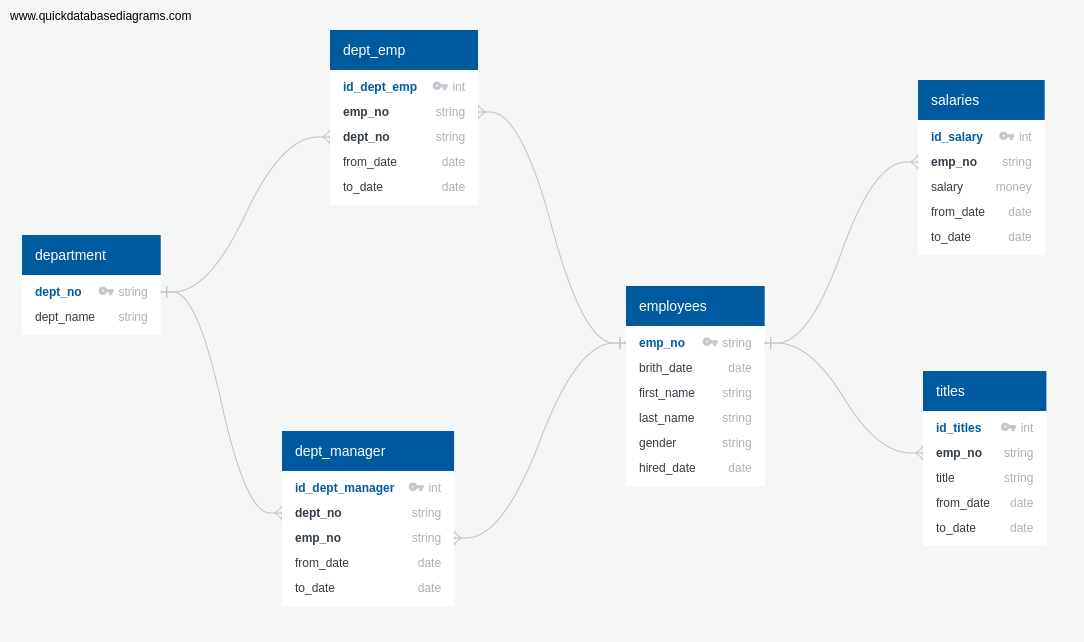 www.quickdatabasediagrams.com
dept_emp
id_dept_emp int
emp_no string
dept_no string
from_date date
to_date date
salaries
id_salary int
emp_no string
salary money
from_date date
to_date date
department
dept_no string
dept_name string
employees
emp_no string
brith_date date
first_name string
last_name string
gender string
hired_date date
titles
id_titles int
emp_no string
title string
from_date date
to_date date
dept_manager
id_dept_manager int
dept_no string
emp_no string
from_date date
to_date date